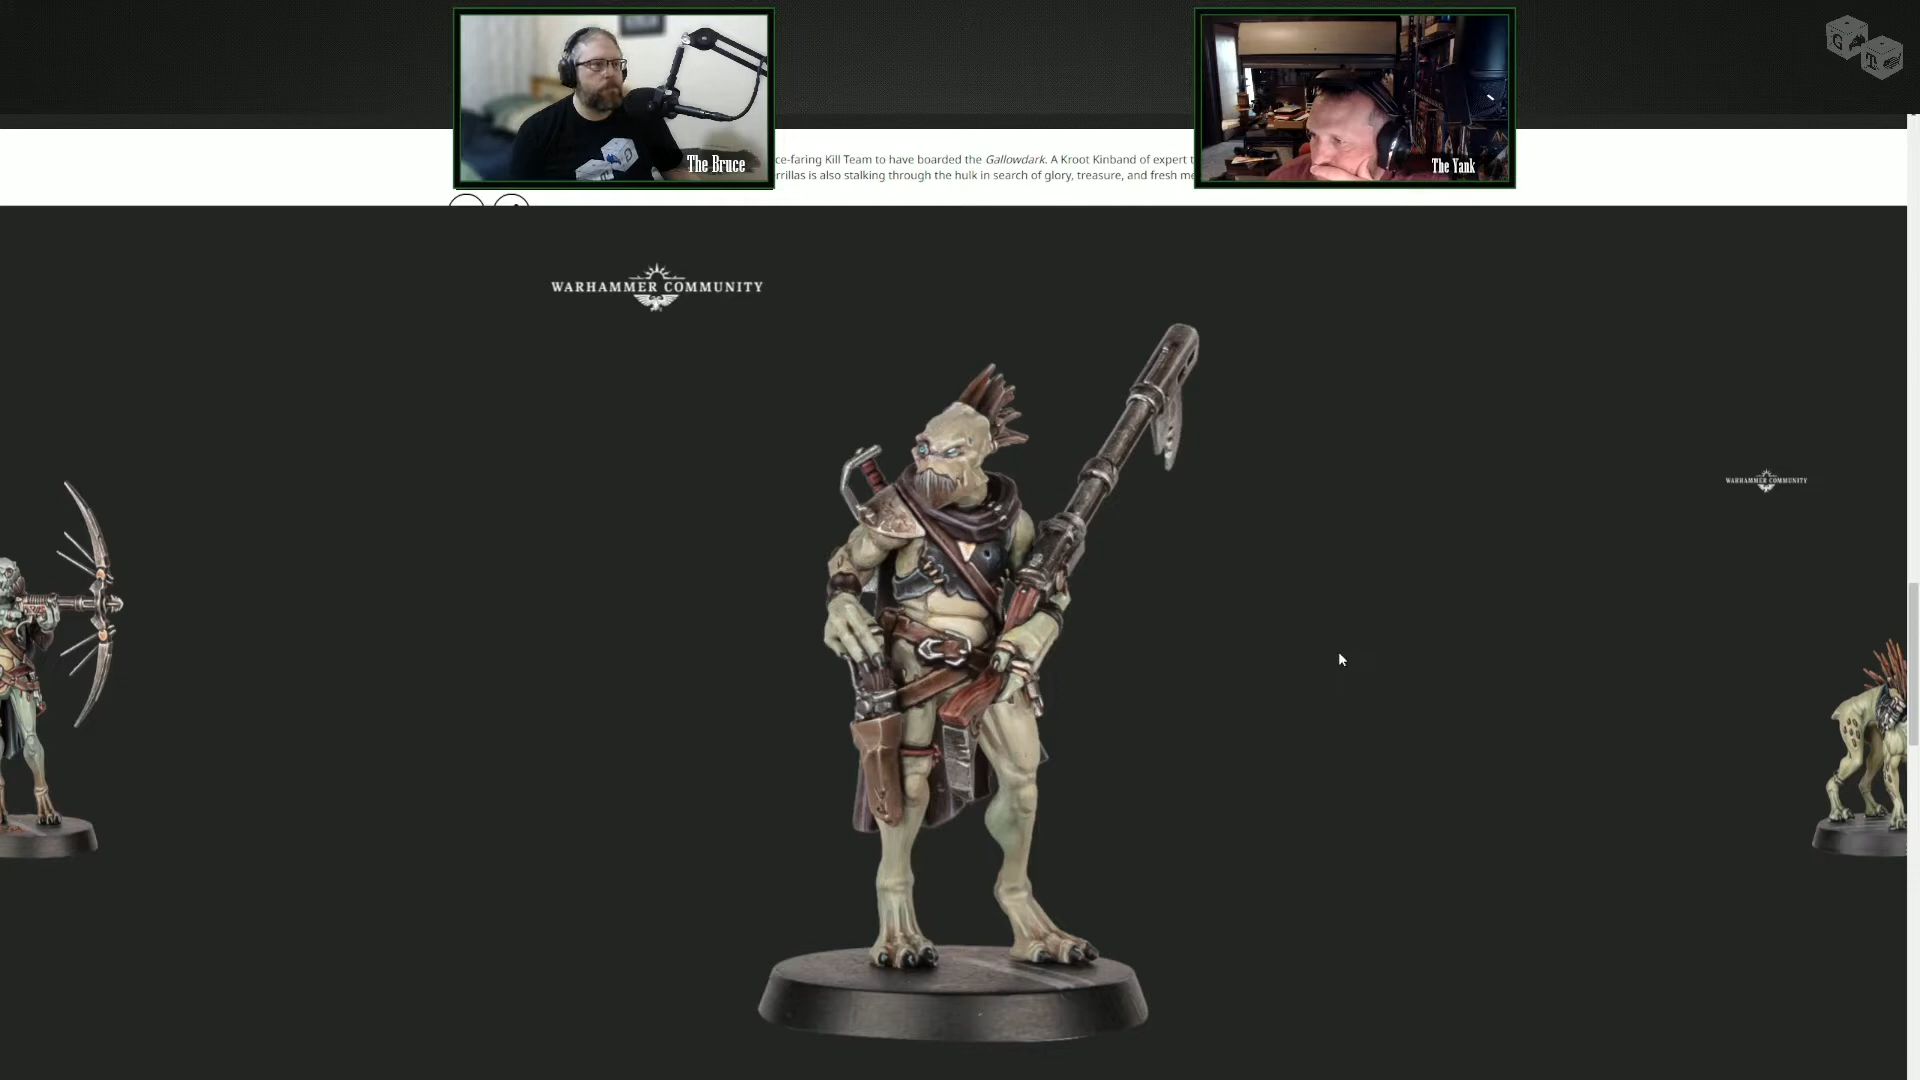 The Bruce
The Yank
ce-faring Kill Team to have boarded the Gallowdark. A Kroot Kinband of expert t
rrillas is also stalking through the hulk in search of glory, treasure, and fresh me
WARHAMMER COMMUNITY
WARHAMMER COMMUNITY
G
T